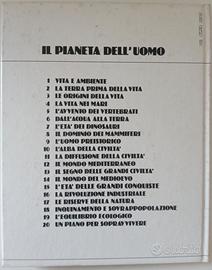 IL PIANETA DELL'UOMO
1 VITA E AMBIENTE
2 LA TERRA PRIMA DELLA VITA
3 LE ORIGINI DELLA VITA
4 LA VITA NEI MARI
5 L'AVVENTO DEI VERTEBRATI
6 DALL'ACQUA ALLA TERRA
7 L'ETA' DEI DINOSAURI
8 IL DOMINIO DEI MAMMIFERI
9 L'UOMO PREISTORICO
10 L'ALBA DELLA CIVILTA'
11 LA DIFFUSIONE DELLA CIVILTA'
12 IL MONDO MEDITERRANEO
13 IL SEGNO DELLE GRANDI CIVILTA'
14 IL MONDO DEL MEDIOEVO
15 L'ETA' DELLE GRANDI CONQUISTE
16 LA RIVOLUZIONE INDUSTRIALE
17 LE RISERVE DELLA NATURA
18 INQUINAMENTO E SOVRAPPOPOLAZIONE
19 L'EQUILIBRIO ECOLOGICO
20 UN PIANO PER SOPRAVVIVERE
subito